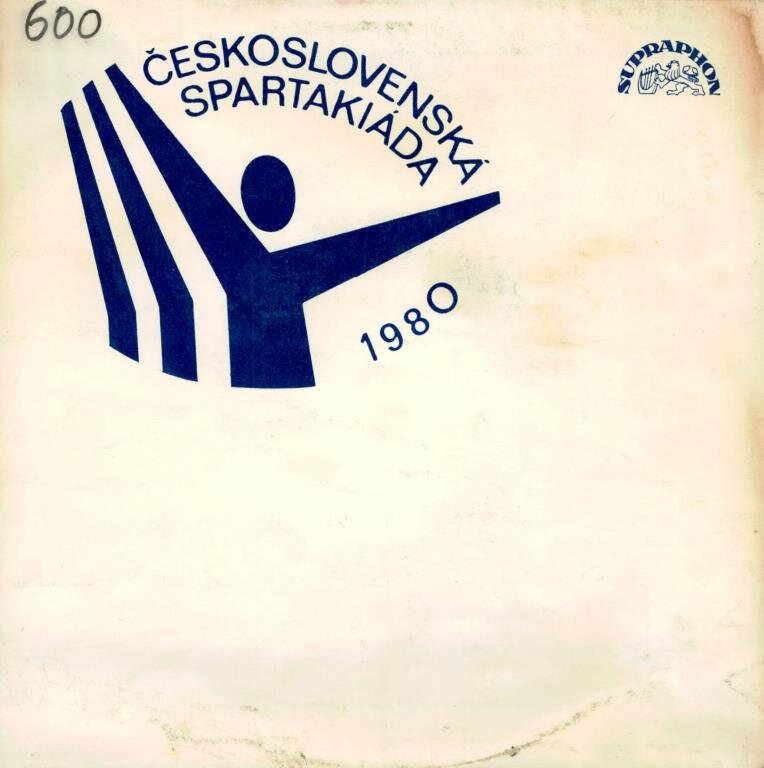 600
ČESKOSLOVENSKÁ
SPARTAKIÁDA
1980
SUPRAPHON